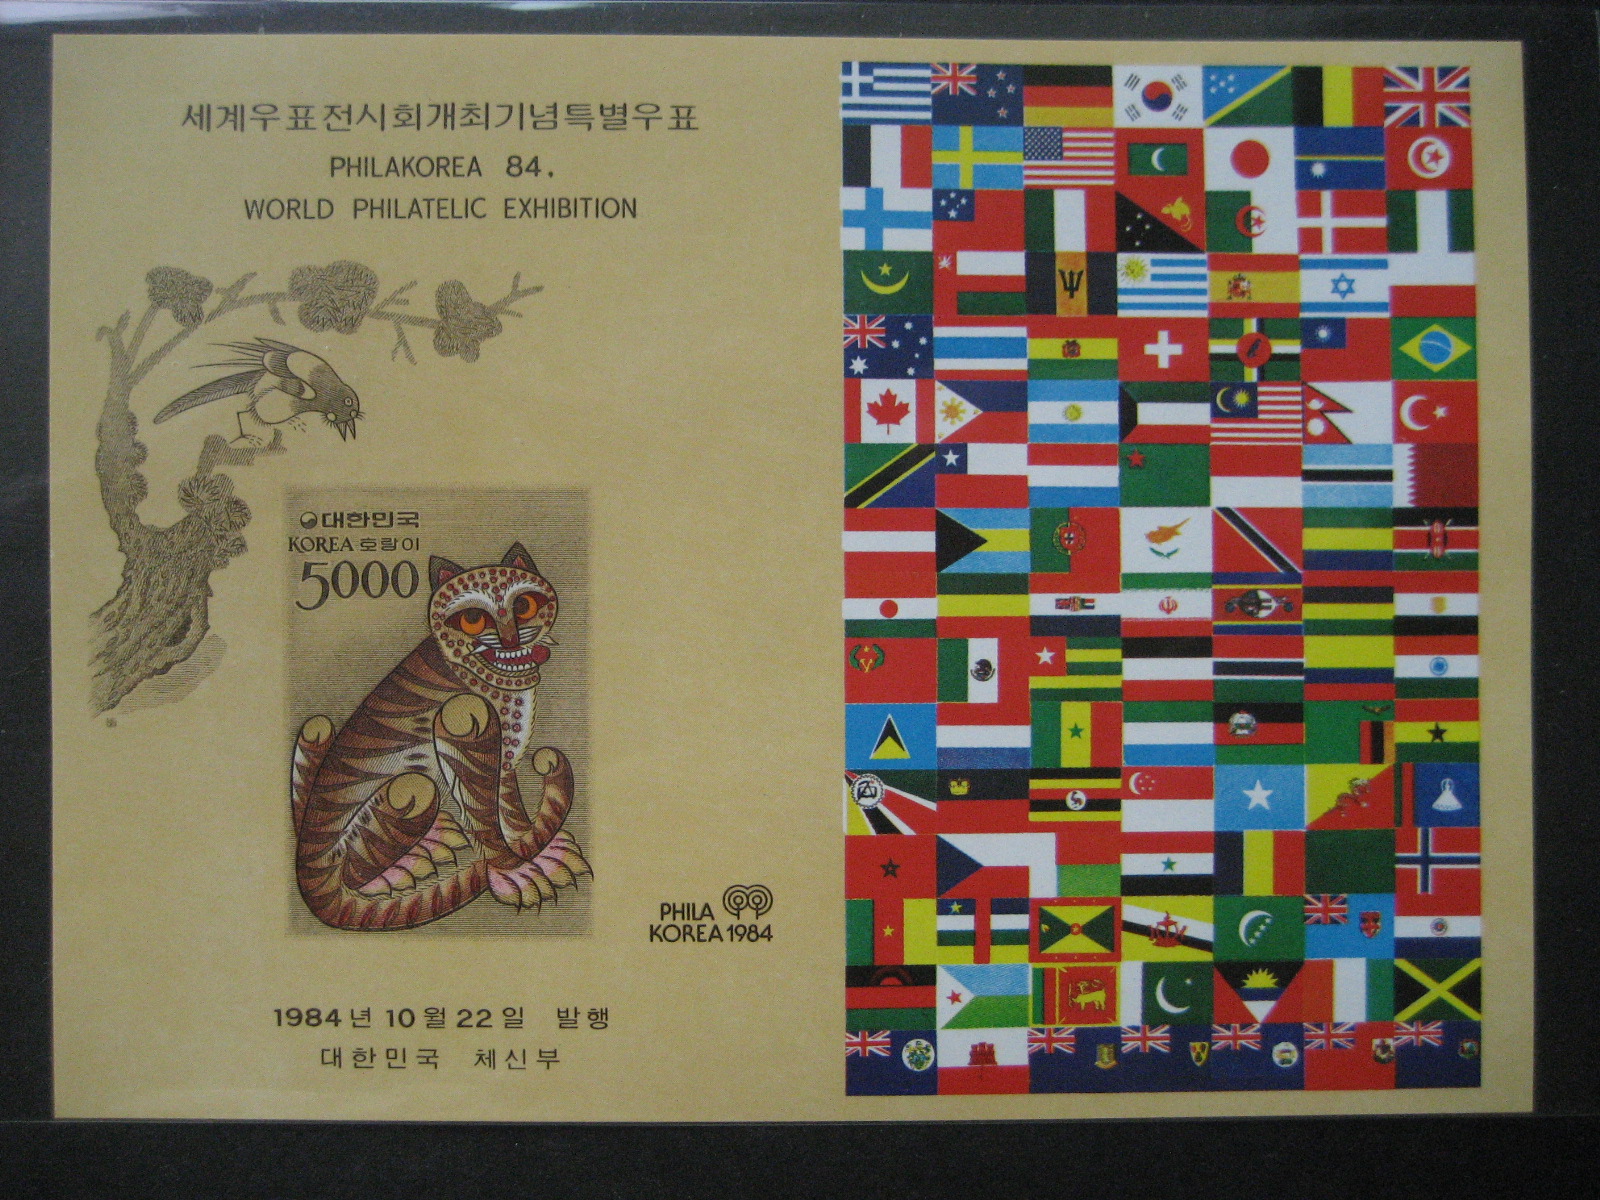 세계우표전시회개최기념특별우표
PHILAKOREA 84.
WORLD PHILATELIC EXHIBITION
대한민국
KOREA 호랑이
5000
PHILA
KOREA 1984
1984년 10월 22일 발행
대한민국 체신부